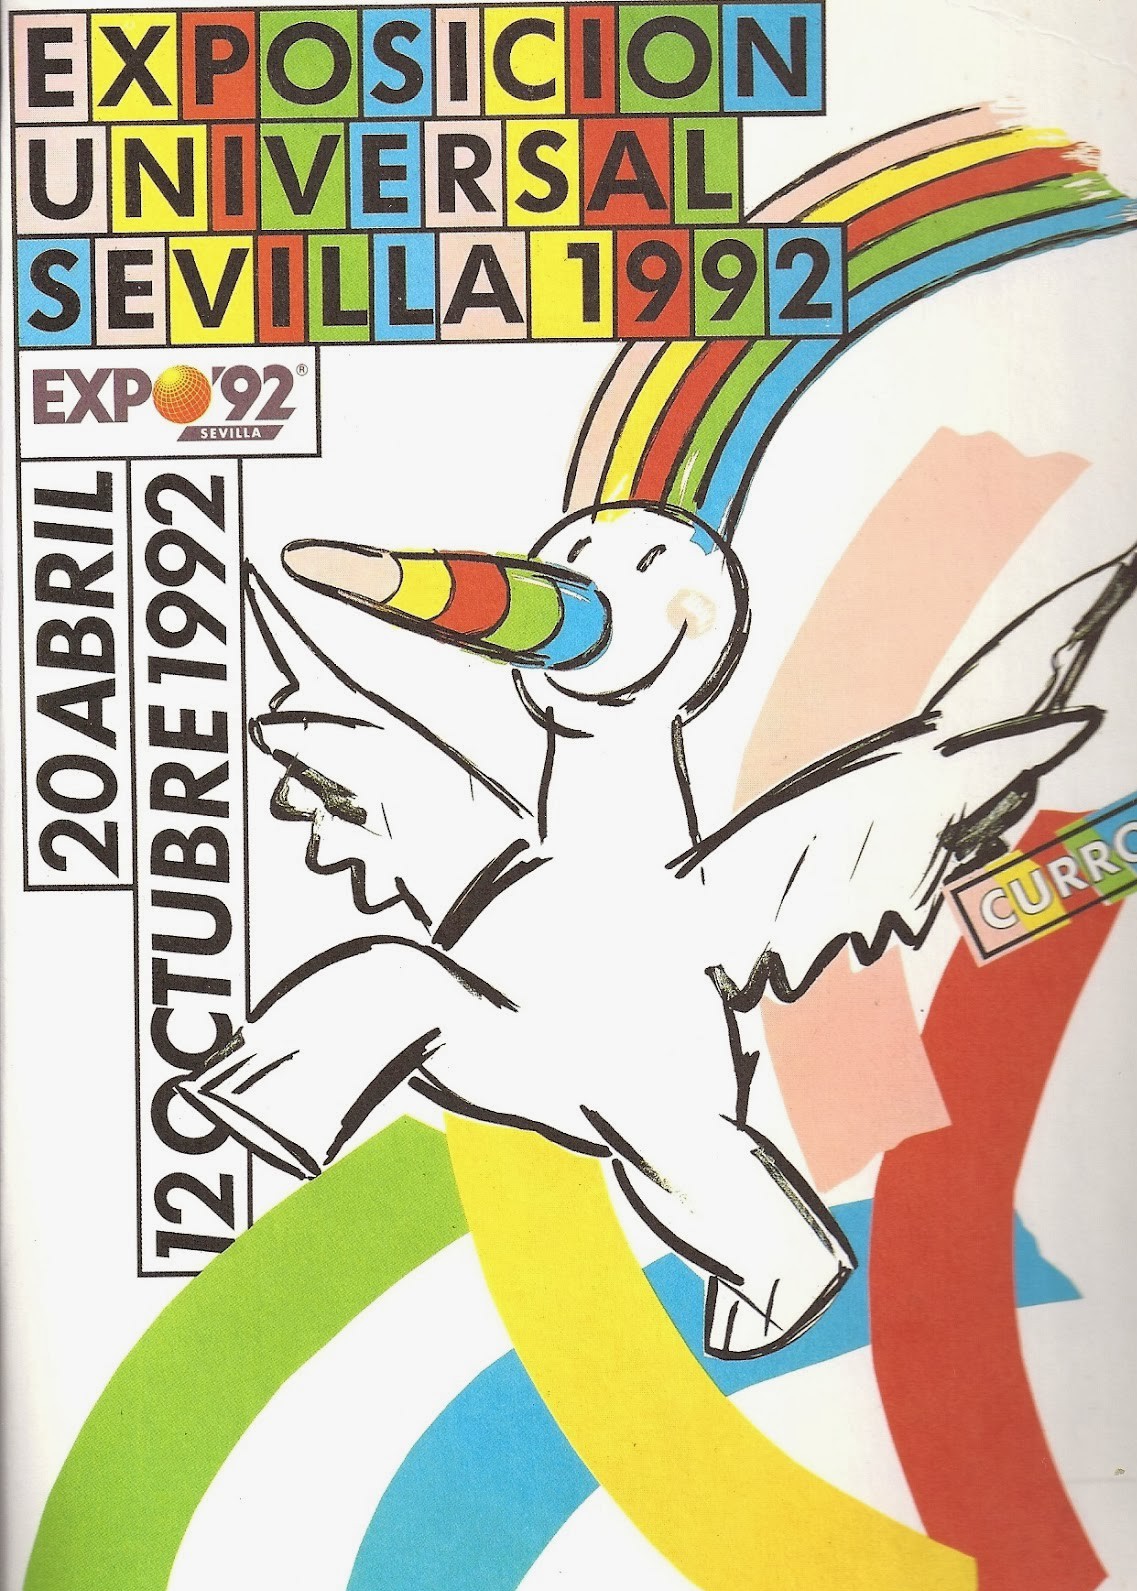 EXPOSICION
UNIVERSAL
SEVILLA 1992
EXPO'92®
SEVILLA
20 ABRIL
12 OCTUBRE 1992
CURRO